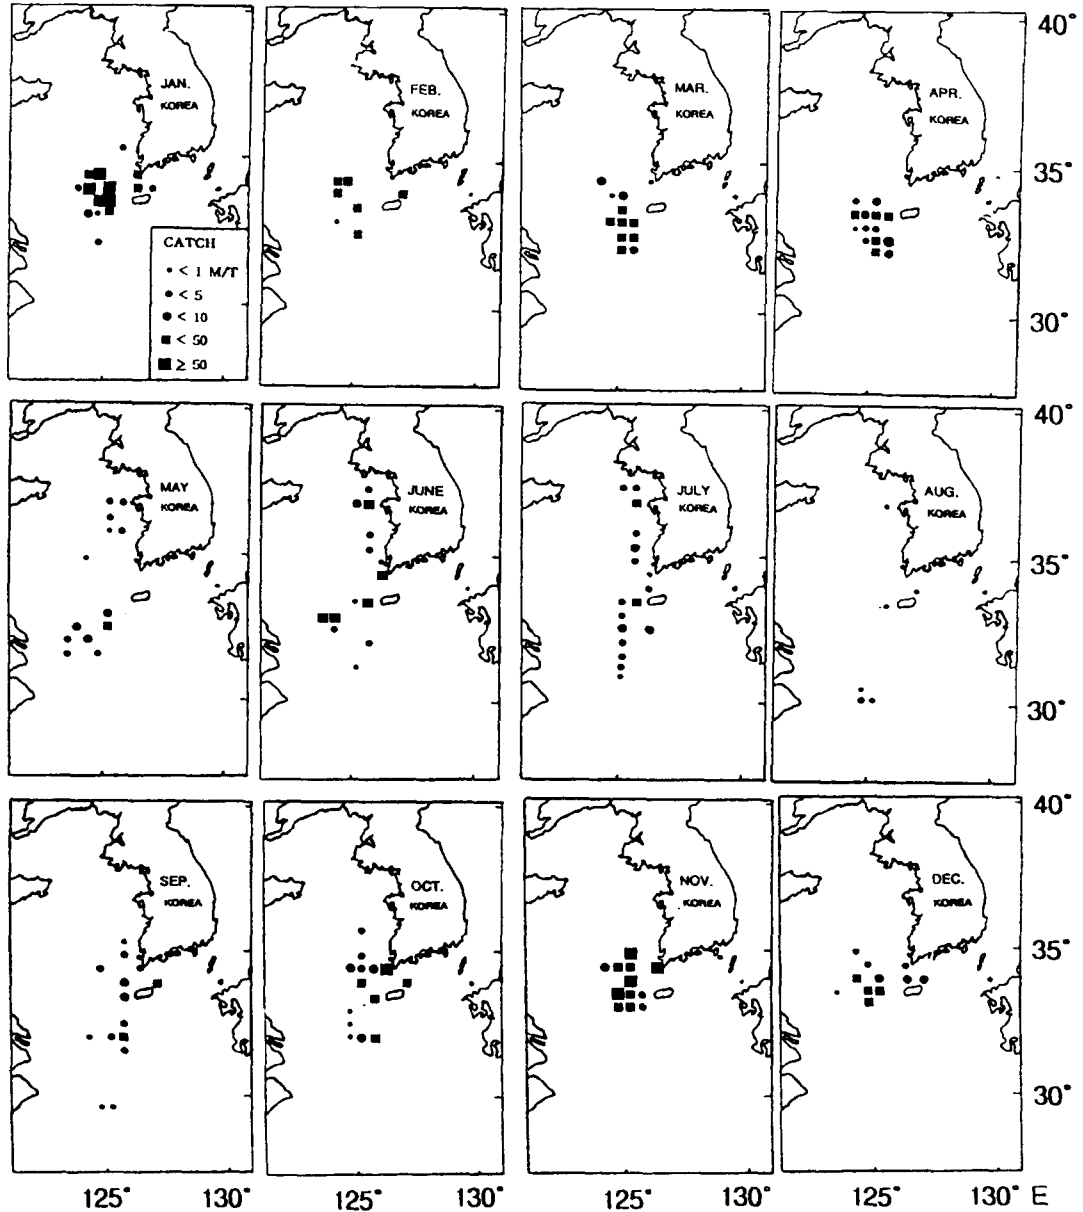 40°
JAN.
KOREA
FEB.
KOREA
MAR.
KOREA
APR.
KOREA
35°
CATCH
< 1 M/T
< 5
< 10
< 50
≥ 50
30°
40°
MAY
KOREA
JUNE
KOREA
JULY
KOREA
AUG.
KOREA
35°
30°
40°
SEP.
KOREA
OCT.
KOREA
NOV.
KOREA
DEC.
KOREA
35°
30°
125° 130° 125° 130° 125° 130° 125° 130° E